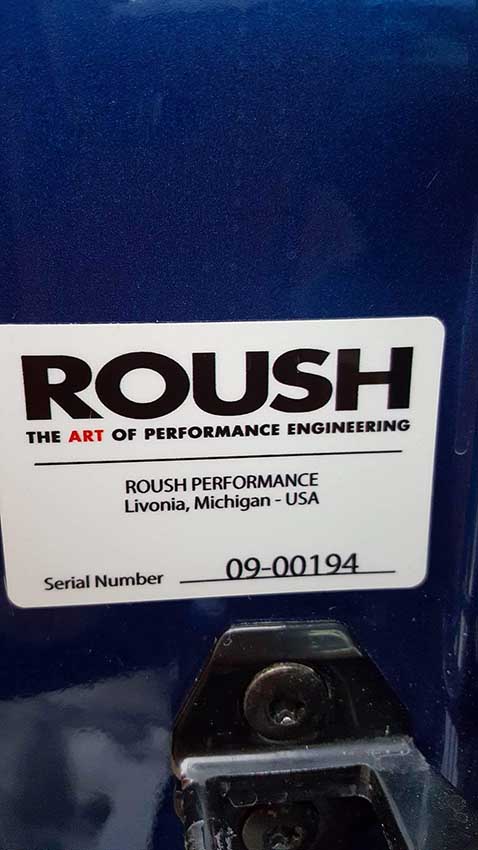 ROUSH
THE ART OF PERFORMANCE ENGINEERING
ROUSH PERFORMANCE
Livonia, Michigan - USA
Serial Number 09-00194